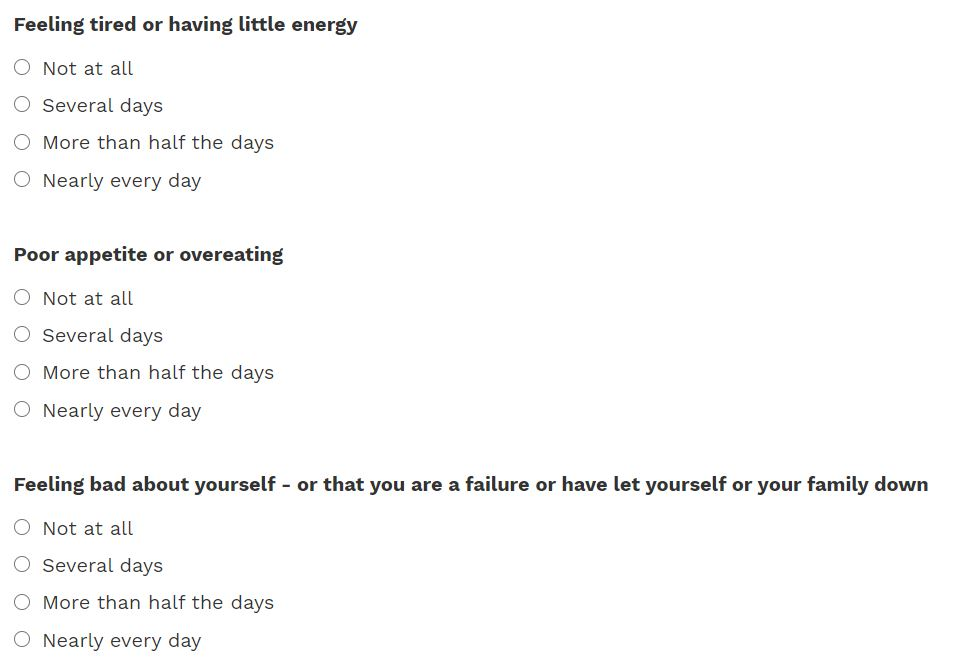 Feeling tired or having little energy
Not at all
Several days
More than half the days
Nearly every day
Poor appetite or overeating
Not at all
Several days
More than half the days
Nearly every day
Feeling bad about yourself - or that you are a failure or have let yourself or your family down
Not at all
Several days
More than half the days
Nearly every day